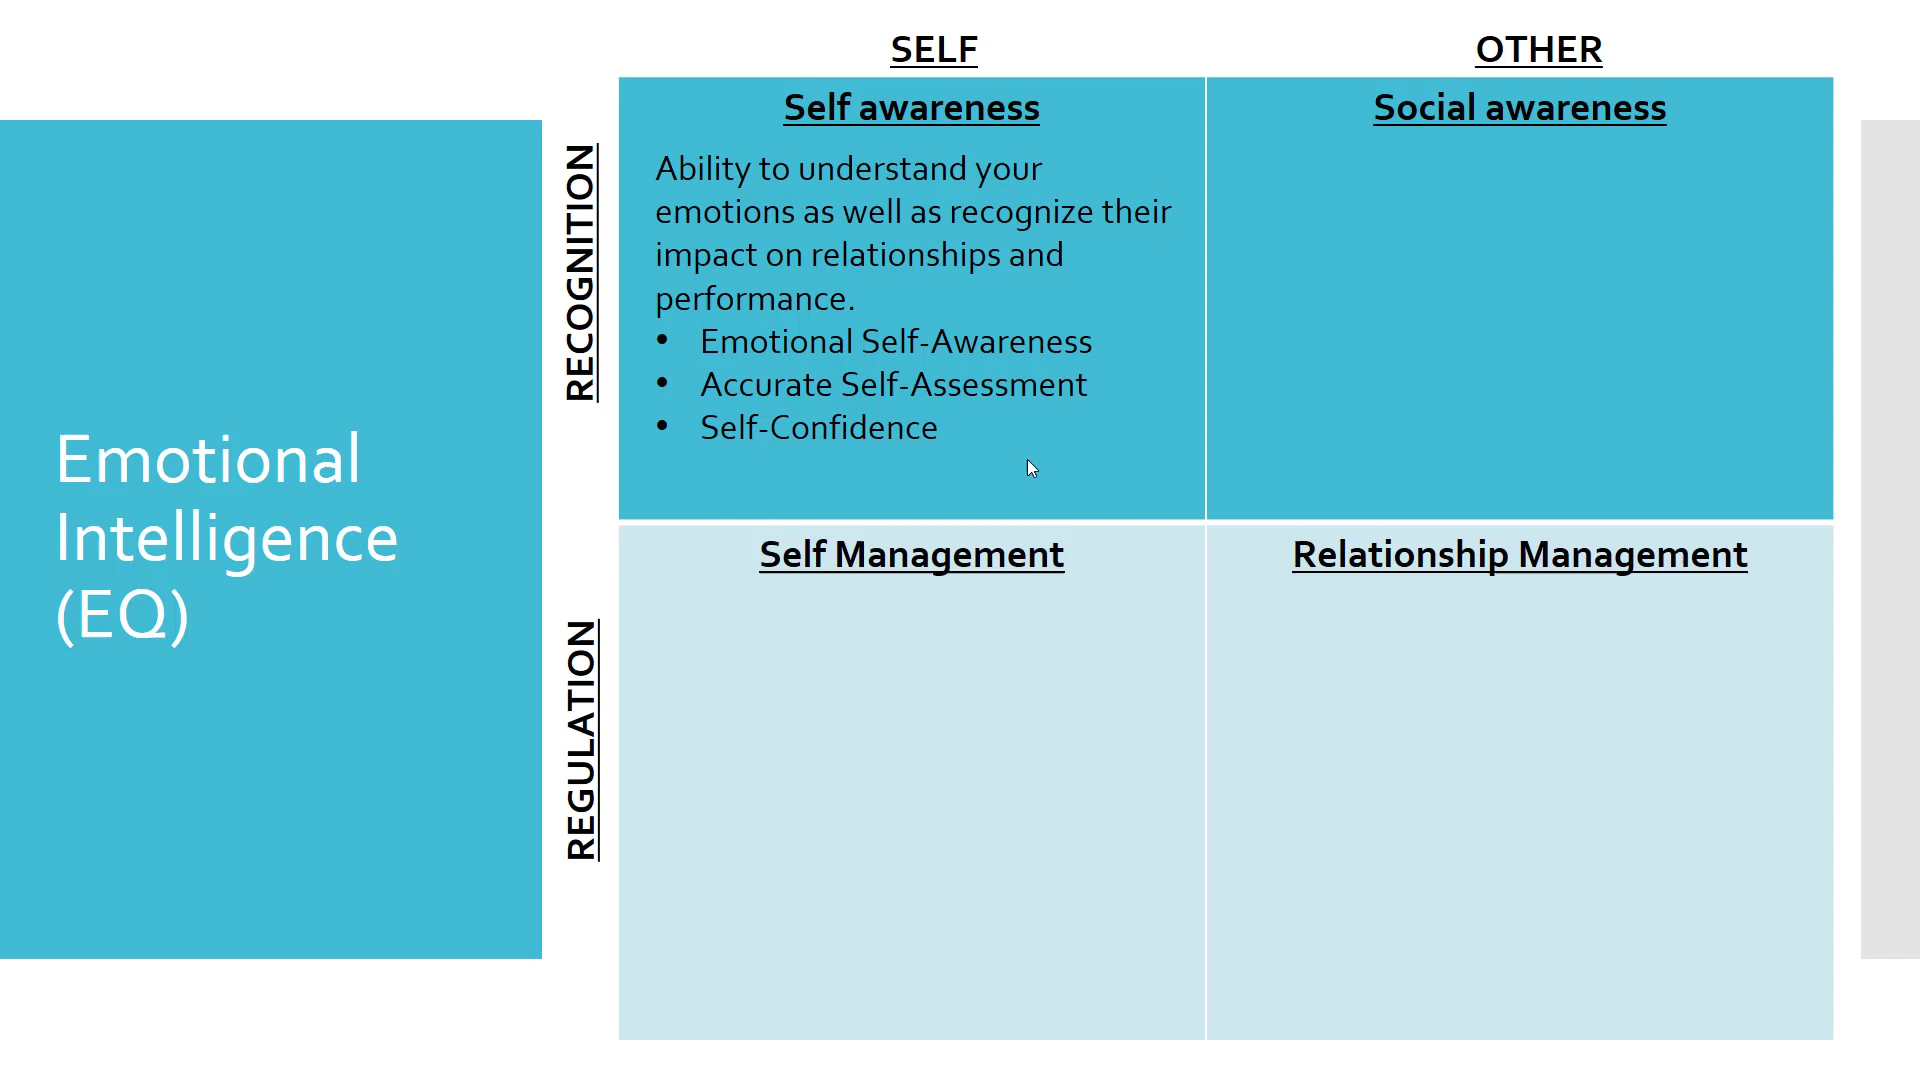 SELF
OTHER
Self awareness
Social awareness
RECOGNITION
Ability to understand your
emotions as well as recognize their
impact on relationships and
performance.
• Emotional Self-Awareness
• Accurate Self-Assessment
• Self-Confidence
Emotional
Intelligence
(EQ)
Self Management
Relationship Management
REGULATION